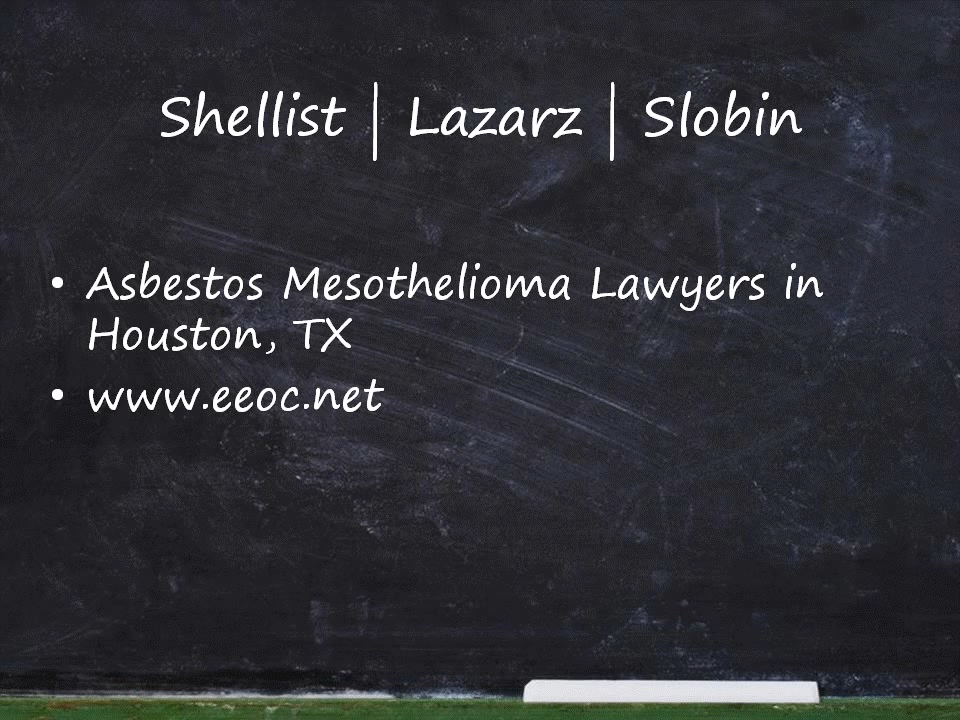 Shellist | Lazarz | Slobin
• Asbestos Mesothelioma Lawyers in
Houston, TX
• www.eeoc.net